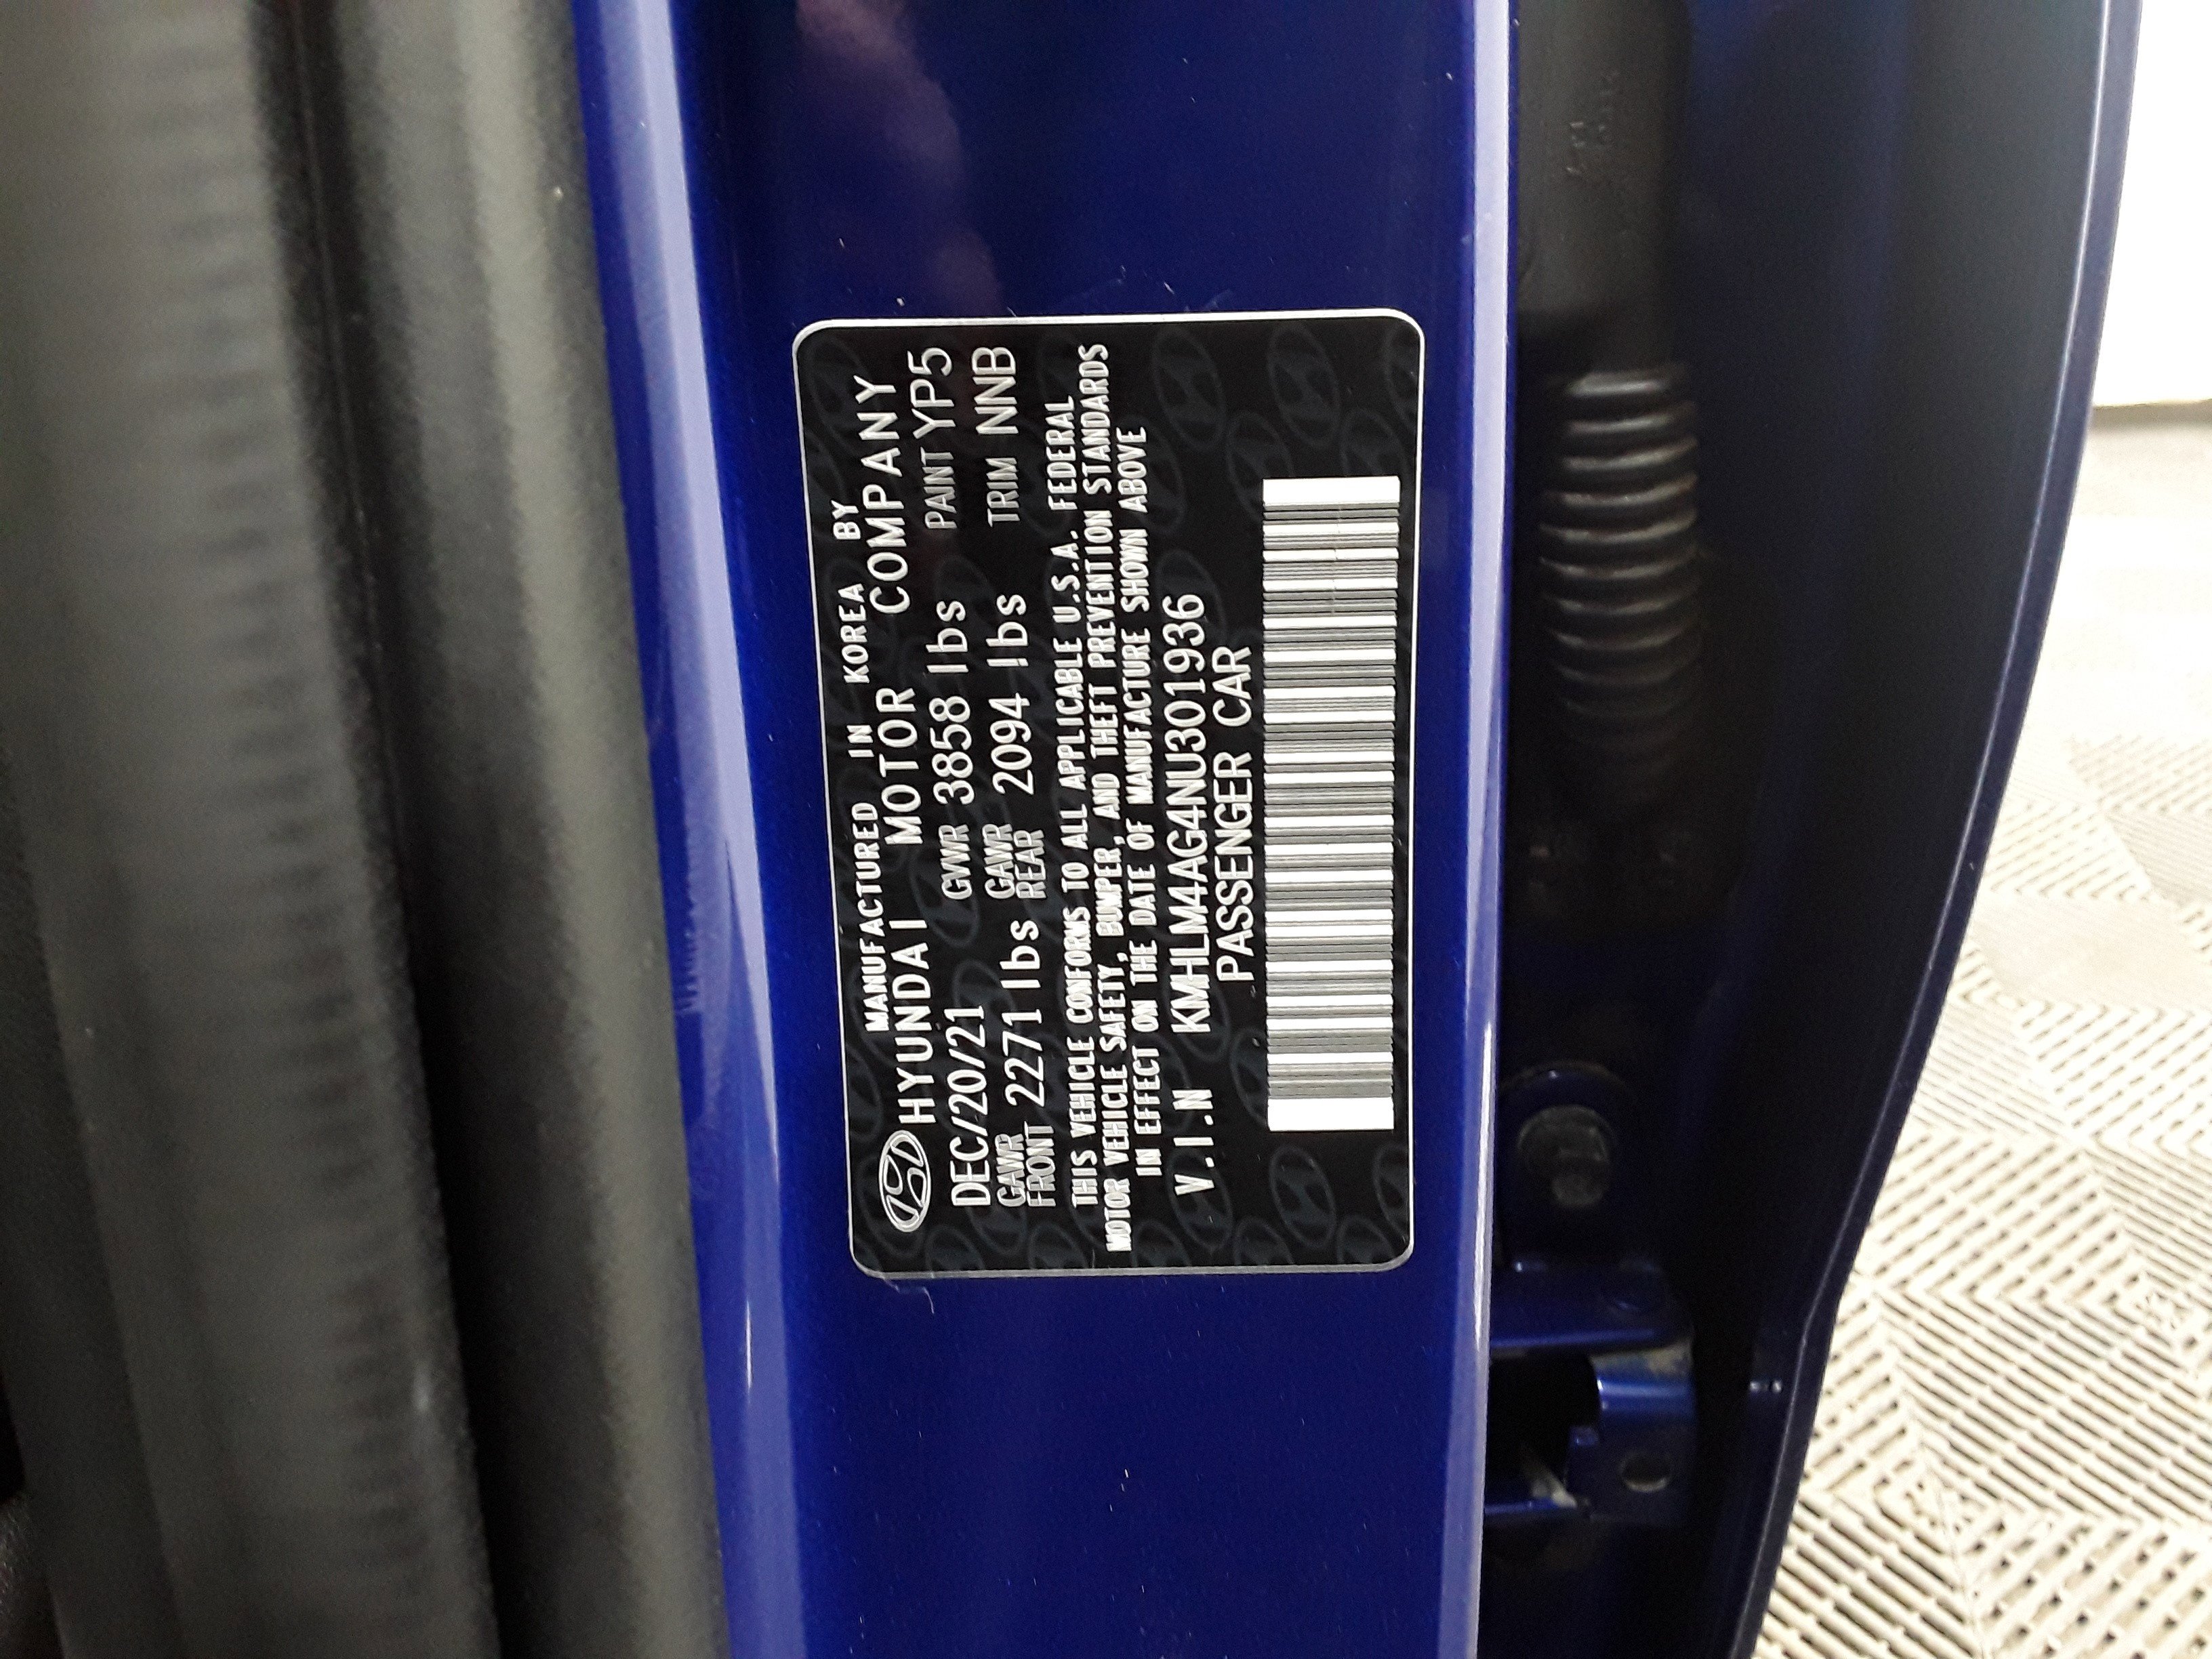 MANUFACTURED IN KOREA BY
HYUNDAI MOTOR COMPANY
DEC/20/21 GVWR 3858 lbs PAINT YP5
GAWR FRONT 2271 lbs GAWR REAR 2094 lbs TRIM NNB
THIS VEHICLE CONFORMS TO ALL APPLICABLE U.S.A. FEDERAL
MOTOR VEHICLE SAFETY, BUMPER, AND THEFT PREVENTION STANDARDS
IN EFFECT ON THE DATE OF MANUFACTURE SHOWN ABOVE
V.I.N KMHLM4AG4NU301936
PASSENGER CAR